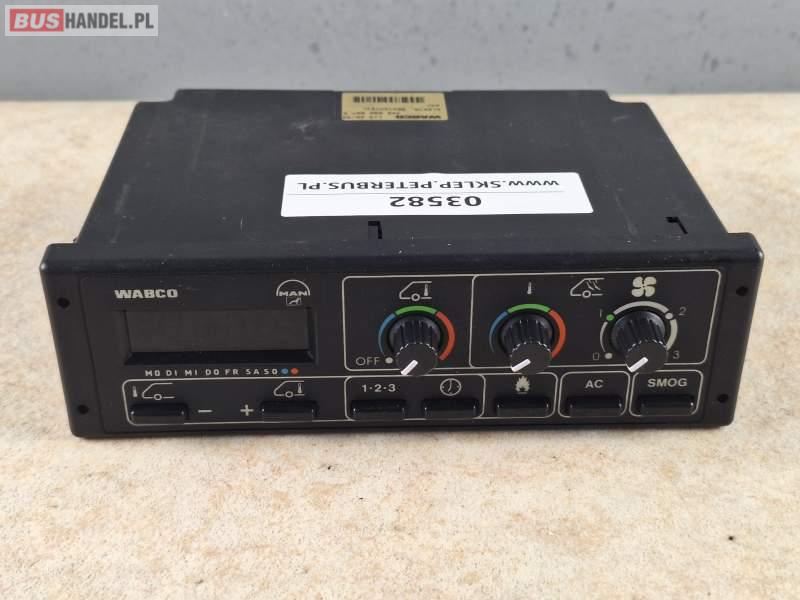 BUSHANDEL.PL
WABCO
WWW.SKLEP.PETERBUS.PL
03582
WABCO
MAN
OFF
0
1
2
3
MO DI MI DO FR SA SO
−
+
1·2·3
AC
SMOG